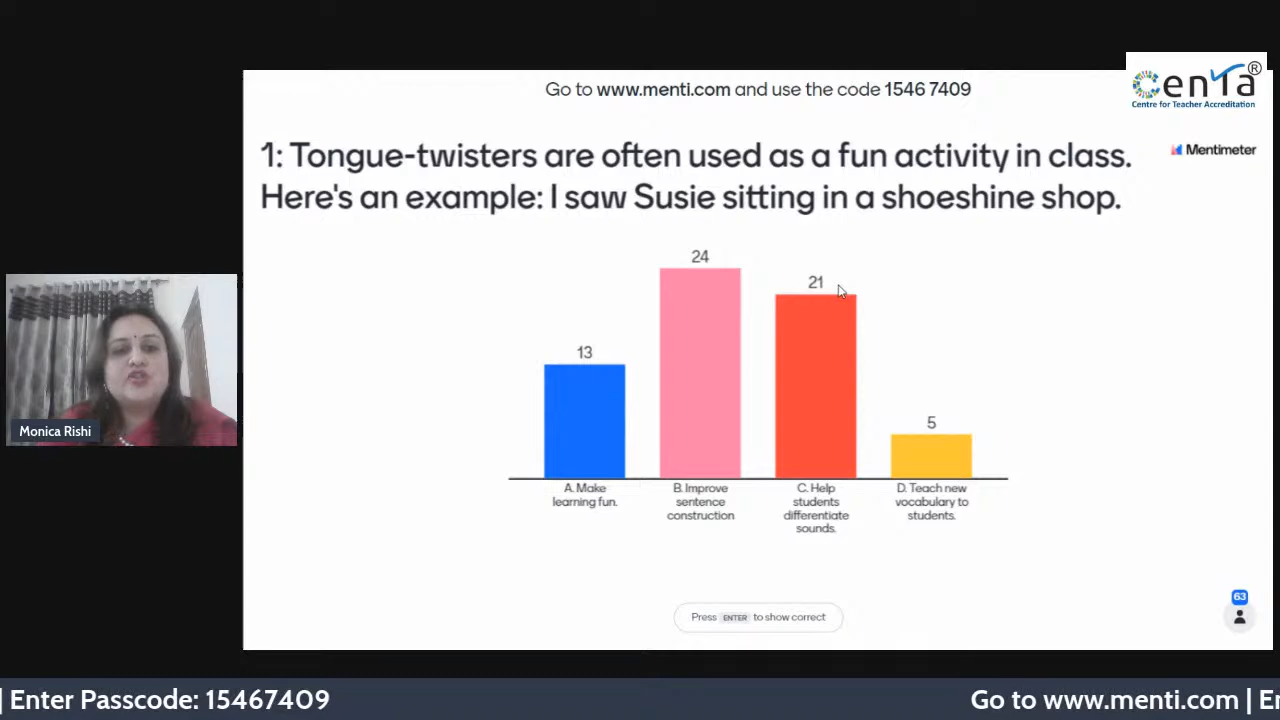 Go to www.menti.com and use the code 1546 7409
CENTA®
Centre for Teacher Accreditation
Mentimeter
1: Tongue-twisters are often used as a fun activity in class.
Here's an example: I saw Susie sitting in a shoeshine shop.
13
24
21
5
A. Make
learning fun.
B. Improve
sentence
construction
C. Help
students
differentiate
sounds.
D. Teach new
vocabulary to
students.
Press ENTER to show correct
63
Monica Rishi
| Enter Passcode: 15467409
Go to www.menti.com | E